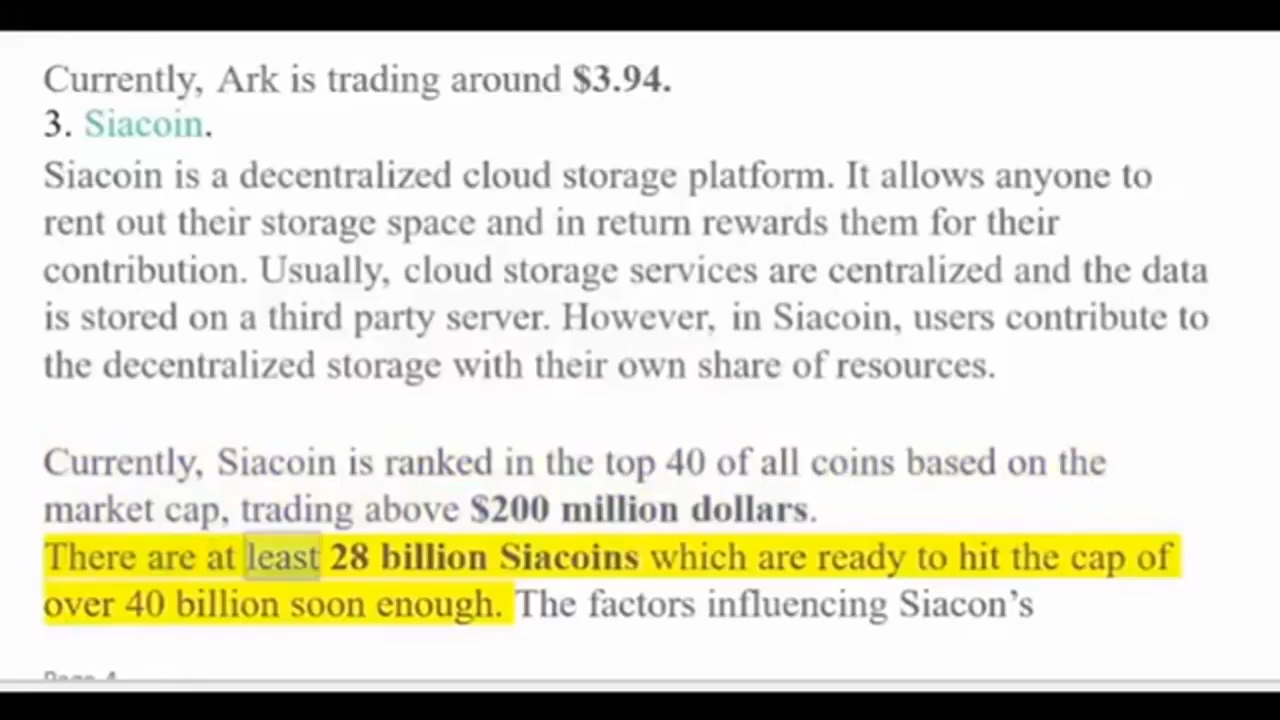 Currently, Ark is trading around $3.94.
3. Siacoin.
Siacoin is a decentralized cloud storage platform. It allows anyone to
rent out their storage space and in return rewards them for their
contribution. Usually, cloud storage services are centralized and the data
is stored on a third party server. However, in Siacoin, users contribute to
the decentralized storage with their own share of resources.
Currently, Siacoin is ranked in the top 40 of all coins based on the
market cap, trading above $200 million dollars.
There are at least 28 billion Siacoins which are ready to hit the cap of
over 40 billion soon enough. The factors influencing Siacon’s
Page 4